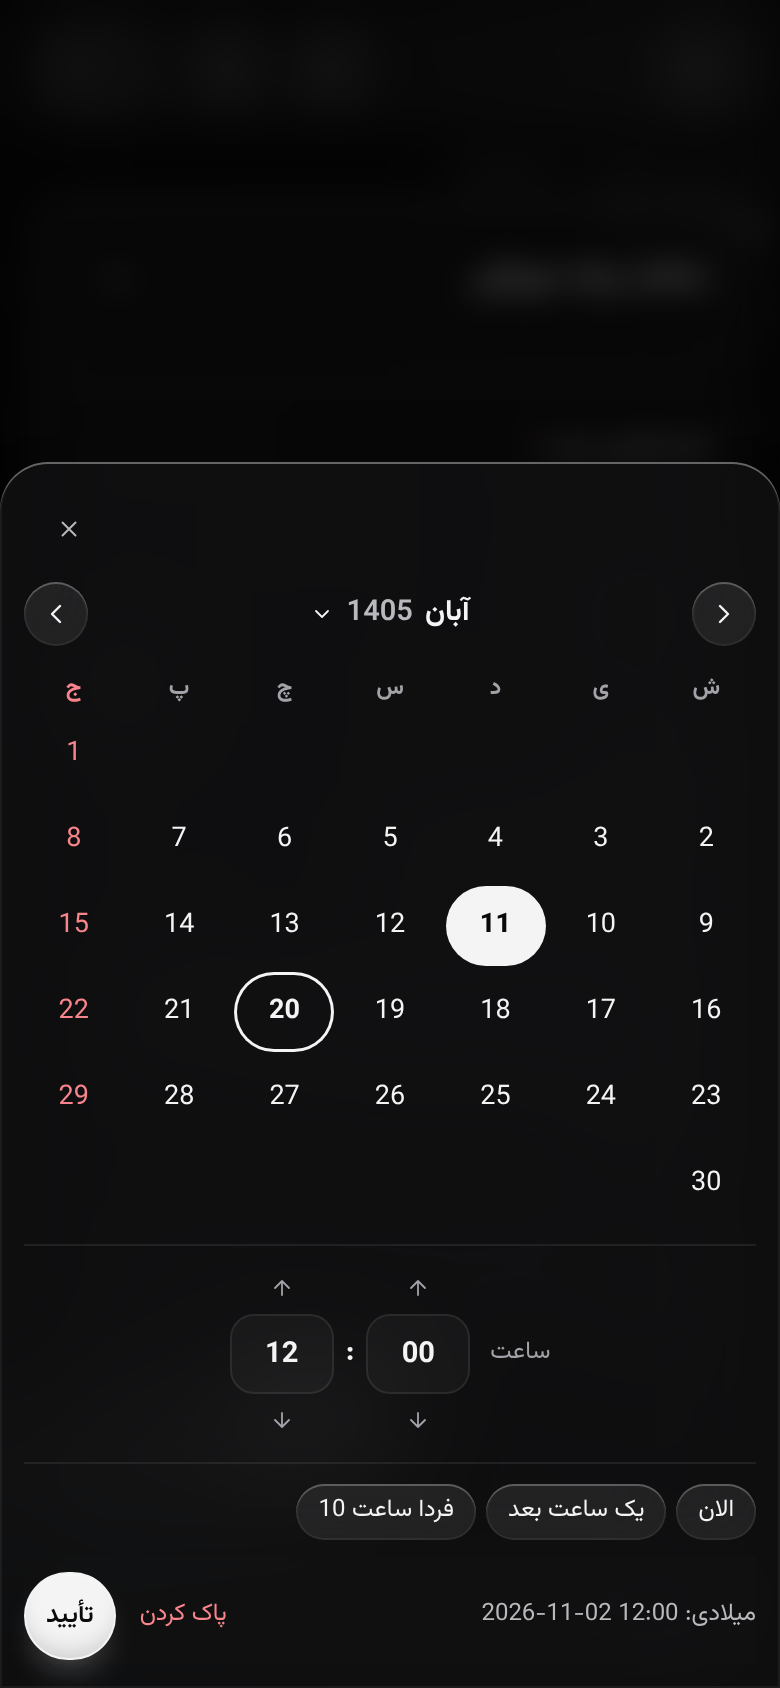 آبان 1405
ش ی د س چ پ ج
1
2 3 4 5 6 7 8
9 10 11 12 13 14 15
16 17 18 19 20 21 22
23 24 25 26 27 28 29
30
ساعت 12 : 00
الان
یک ساعت بعد
فردا ساعت 10
میلادی: 2026-11-02 12:00
پاک کردن
تأیید